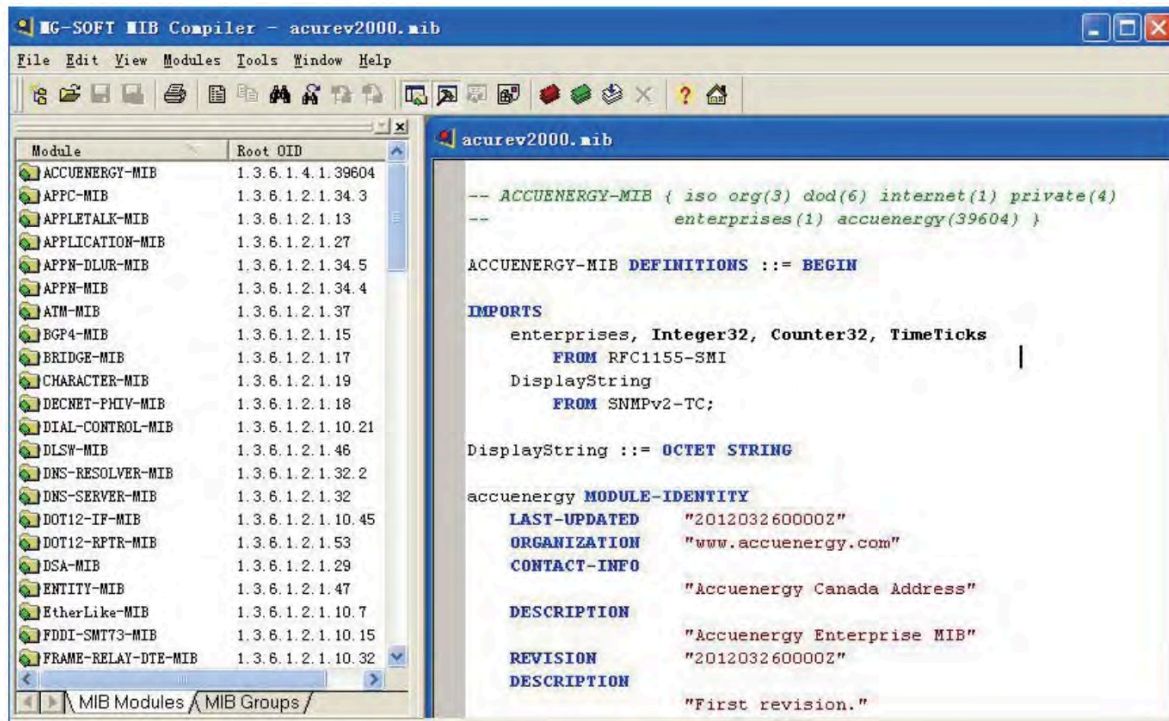 MG-SOFT MIB Compiler - acurev2000.mib
File Edit View Modules Tools Window Help
Module Root OID
ACCUENERGY-MIB 1.3.6.1.4.1.39604
APPC-MIB 1.3.6.1.2.1.34.3
APPLETALK-MIB 1.3.6.1.2.1.13
APPLICATION-MIB 1.3.6.1.2.1.27
APPN-DLUR-MIB 1.3.6.1.2.1.34.5
APPN-MIB 1.3.6.1.2.1.34.4
ATM-MIB 1.3.6.1.2.1.37
BGP4-MIB 1.3.6.1.2.1.15
BRIDGE-MIB 1.3.6.1.2.1.17
CHARACTER-MIB 1.3.6.1.2.1.19
DECNET-PHIV-MIB 1.3.6.1.2.1.18
DIAL-CONTROL-MIB 1.3.6.1.2.1.10.21
DLSW-MIB 1.3.6.1.2.1.46
DNS-RESOLVER-MIB 1.3.6.1.2.1.32.2
DNS-SERVER-MIB 1.3.6.1.2.1.32
DOT12-IF-MIB 1.3.6.1.2.1.10.45
DOT12-RPTR-MIB 1.3.6.1.2.1.53
DSA-MIB 1.3.6.1.2.1.29
ENTITY-MIB 1.3.6.1.2.1.47
EtherLike-MIB 1.3.6.1.2.1.10.7
FDDI-SMT73-MIB 1.3.6.1.2.1.10.15
FRAME-RELAY-DTE-MIB 1.3.6.1.2.1.10.32
MIB Modules MIB Groups
acurev2000.mib
-- ACCUENERGY-MIB { iso org(3) dod(6) internet(1) private(4)
-- enterprises(1) accuenergy(39604) }
ACCUENERGY-MIB DEFINITIONS ::= BEGIN
IMPORTS
enterprises, Integer32, Counter32, TimeTicks
FROM RFC1155-SMI
DisplayString
FROM SNMPv2-TC;
DisplayString ::= OCTET STRING
accuenergy MODULE-IDENTITY
LAST-UPDATED "201203260000Z"
ORGANIZATION "www.accuenergy.com"
CONTACT-INFO
"Accuenergy Canada Address"
DESCRIPTION
"Accuenergy Enterprise MIB"
REVISION "201203260000Z"
DESCRIPTION
"First revision."